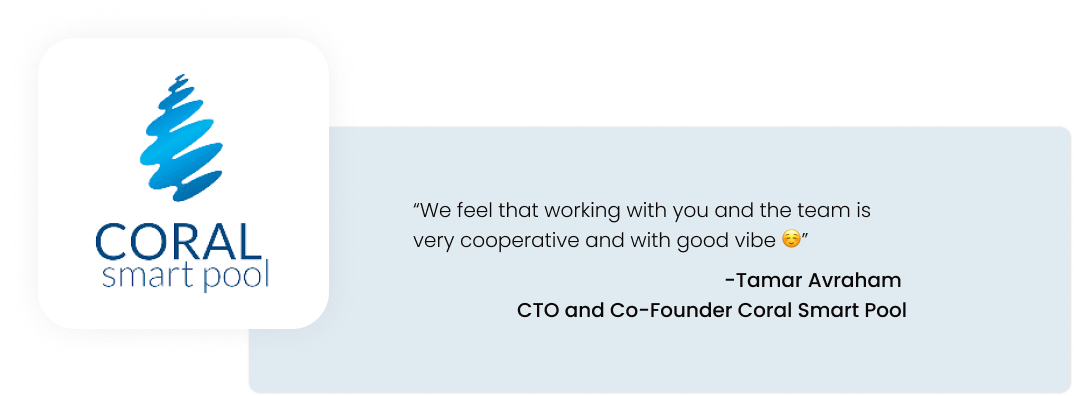 CORAL
smart pool
“We feel that working with you and the team is
very cooperative and with good vibe ☺️”
-Tamar Avraham
CTO and Co-Founder Coral Smart Pool